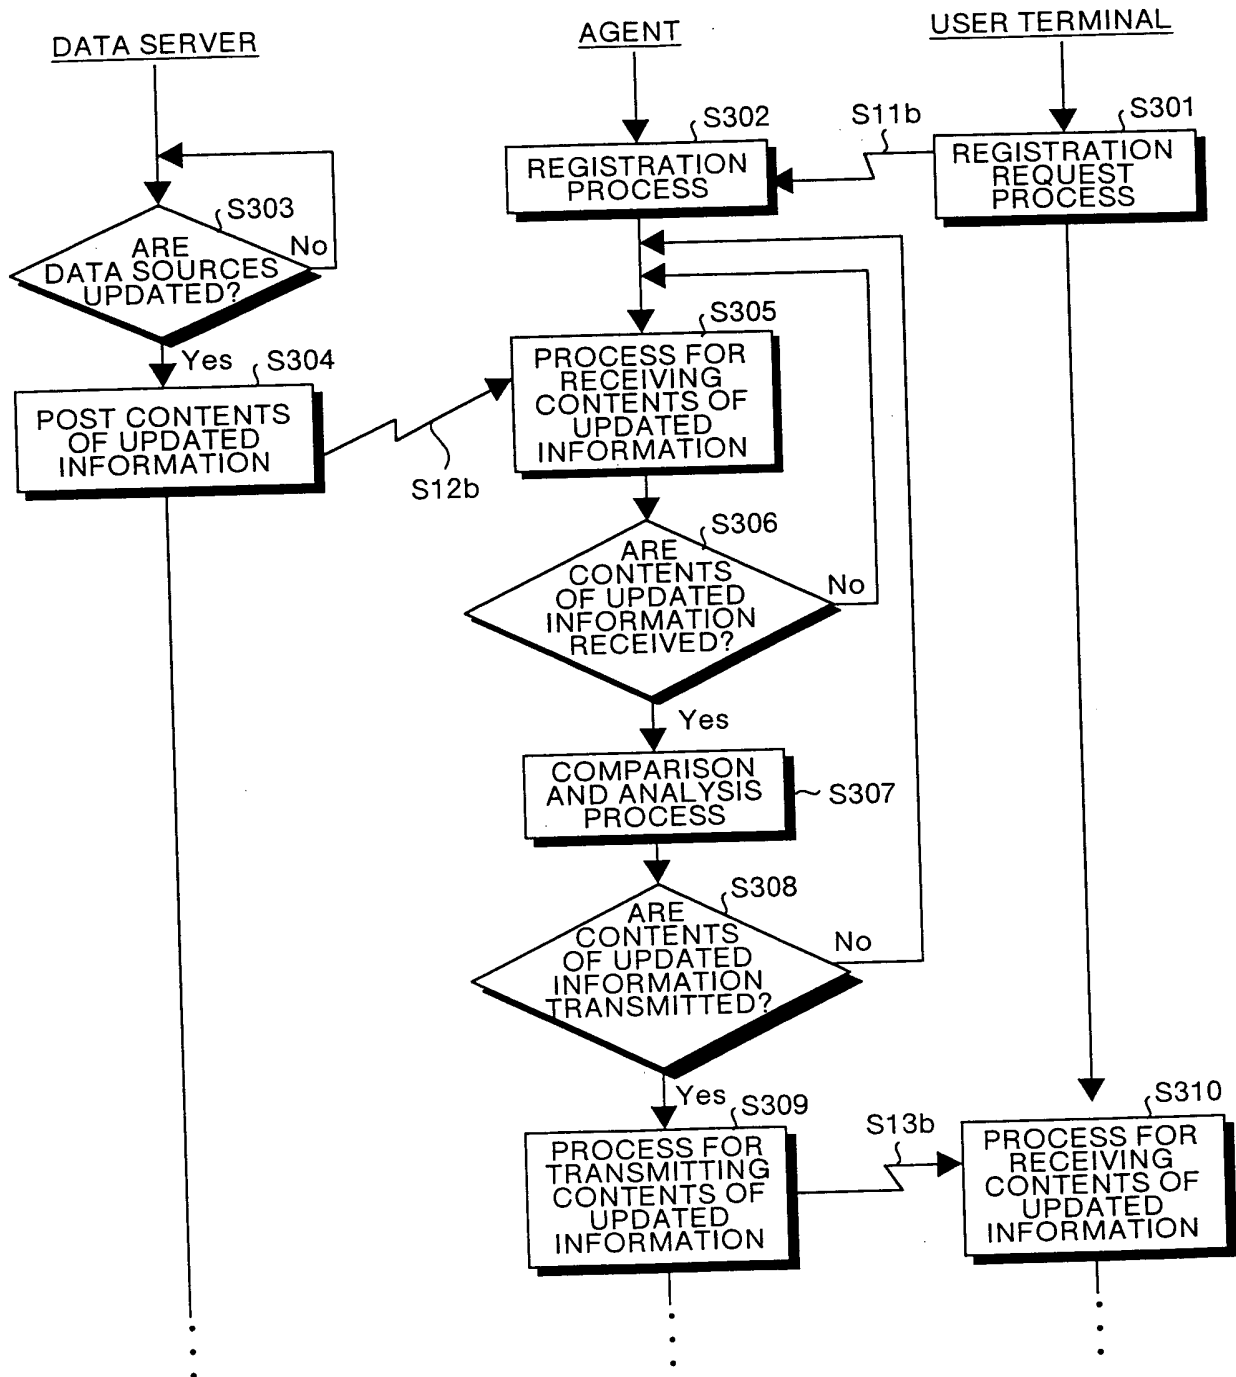 DATA SERVER
AGENT
USER TERMINAL
S302
S11b
S301
REGISTRATION
PROCESS
REGISTRATION
REQUEST
PROCESS
S303
ARE
DATA SOURCES
UPDATED?
No
Yes
S304
POST CONTENTS
OF UPDATED
INFORMATION
S12b
S305
PROCESS FOR
RECEIVING
CONTENTS OF
UPDATED
INFORMATION
S306
ARE
CONTENTS
OF UPDATED
INFORMATION
RECEIVED?
No
Yes
COMPARISON
AND ANALYSIS
PROCESS
S307
S308
ARE
CONTENTS
OF UPDATED
INFORMATION
TRANSMITTED?
No
Yes
S309
PROCESS FOR
TRANSMITTING
CONTENTS OF
UPDATED
INFORMATION
S13b
S310
PROCESS FOR
RECEIVING
CONTENTS OF
UPDATED
INFORMATION